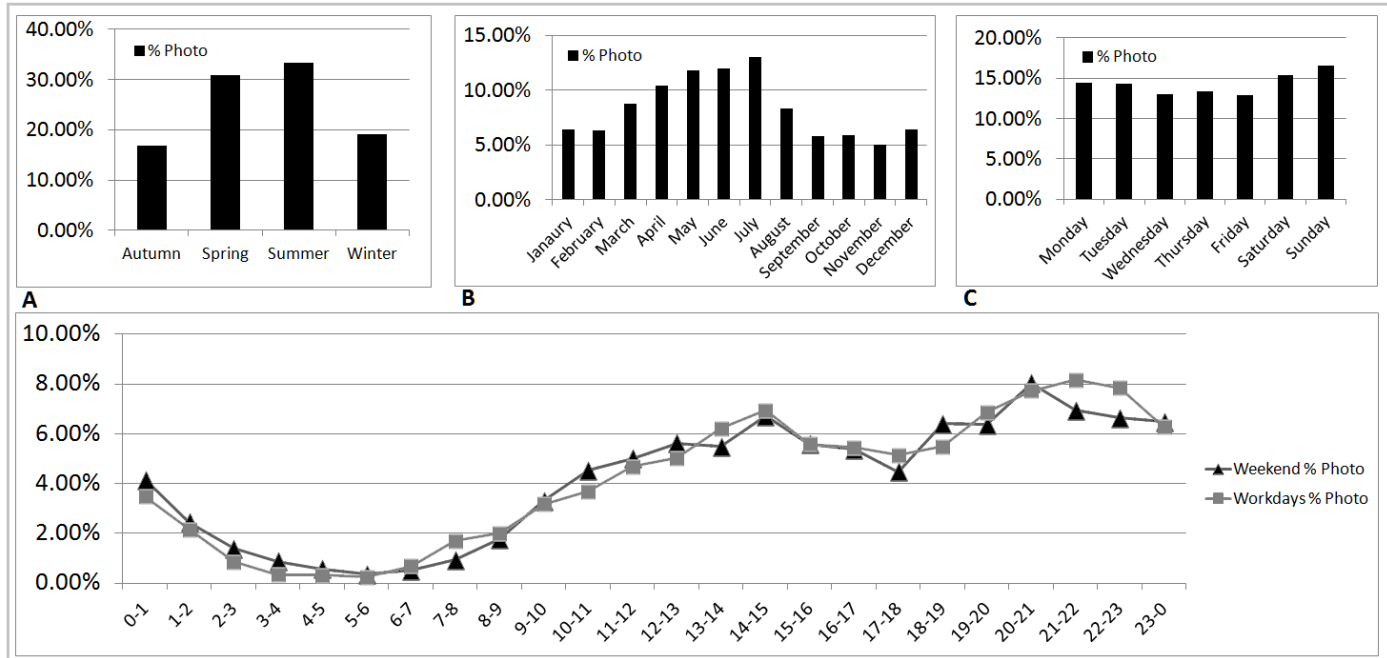 40.00%
30.00%
20.00%
10.00%
0.00%
% Photo
Autumn Spring Summer Winter
A
15.00%
10.00%
5.00%
0.00%
% Photo
Janaury February March April May June July August September October November December
B
20.00%
15.00%
10.00%
5.00%
0.00%
% Photo
Monday Tuesday Wednesday Thursday Friday Saturday Sunday
C
10.00%
8.00%
6.00%
4.00%
2.00%
0.00%
0-1 1-2 2-3 3-4 4-5 5-6 6-7 7-8 8-9 9-10 10-11 11-12 12-13 13-14 14-15 15-16 16-17 17-18 18-19 19-20 20-21 21-22 22-23 23-0
Weekend % Photo
Workdays % Photo